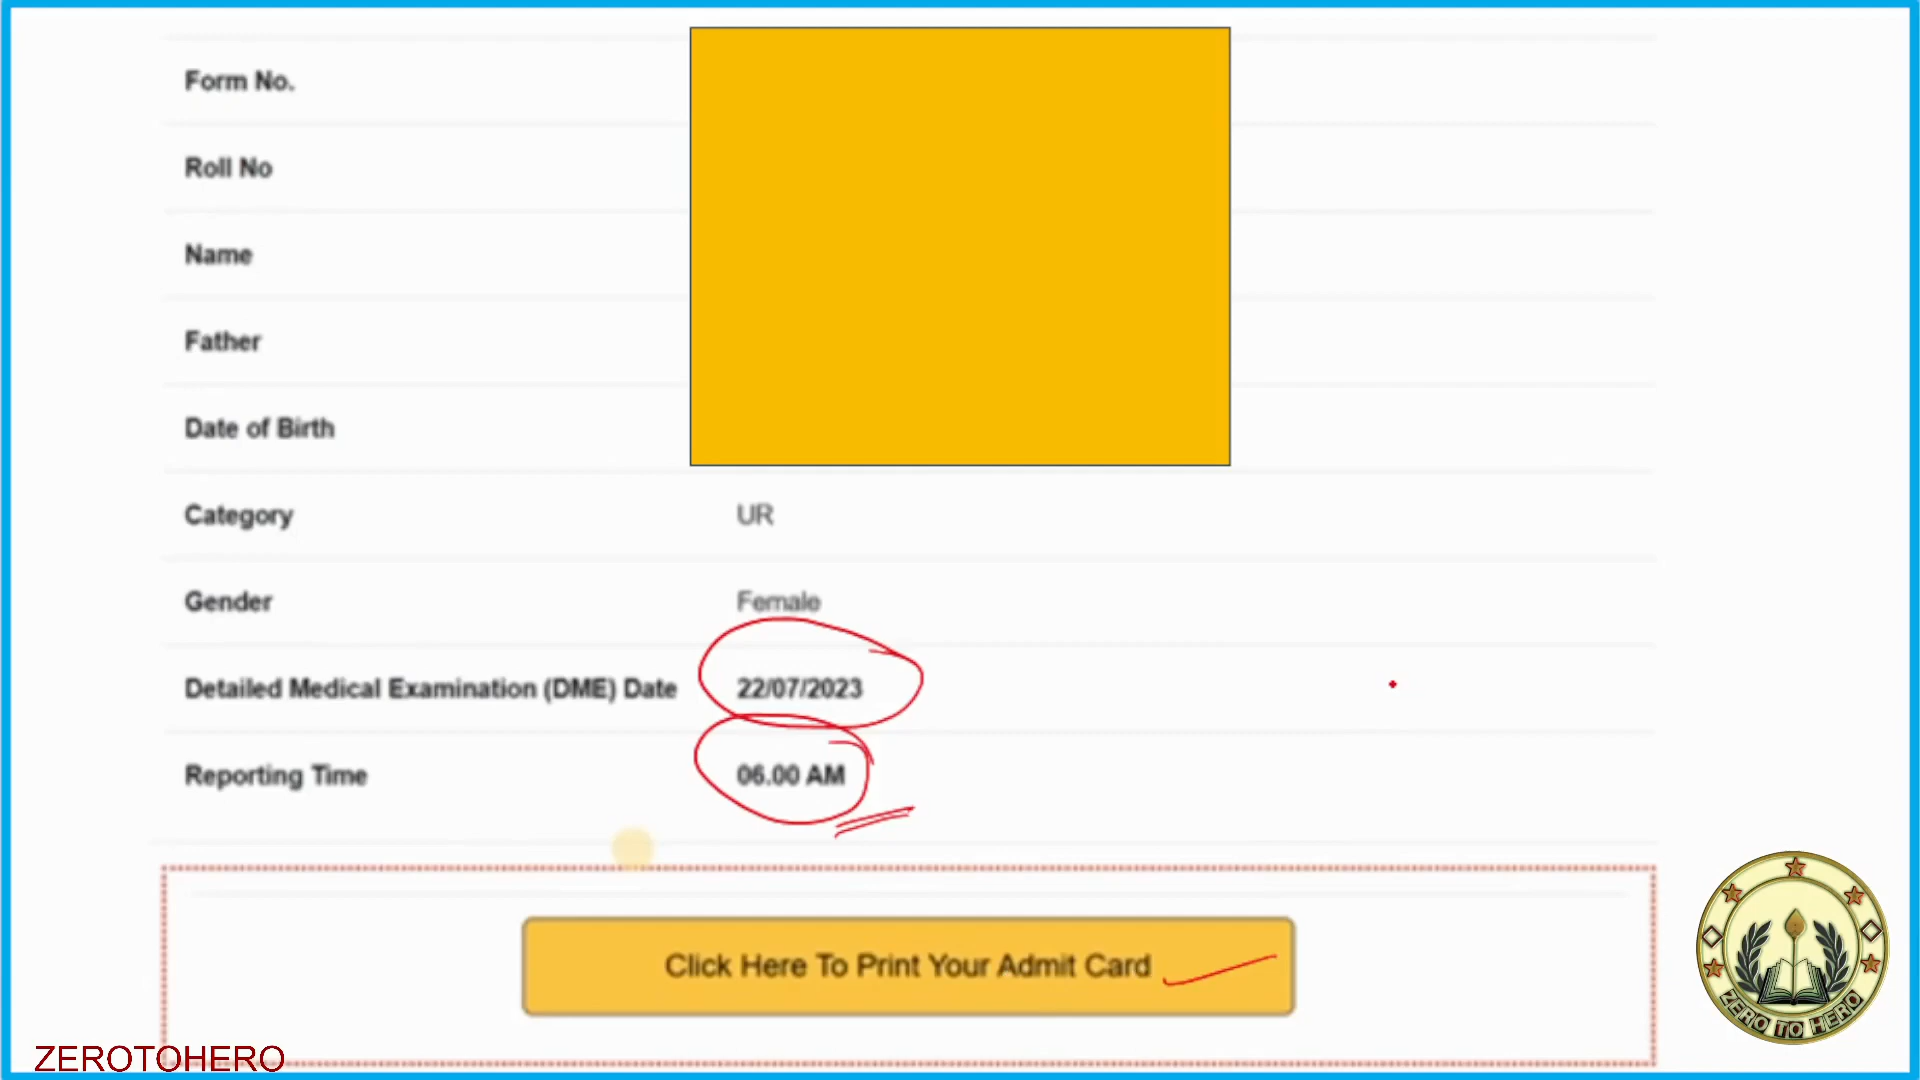 Form No.
Roll No
Name
Father
Date of Birth
Category UR
Gender Female
Detailed Medical Examination (DME) Date 22/07/2023
Reporting Time 06.00 AM
Click Here To Print Your Admit Card
ZERO TO HERO
ZEROTOHERO